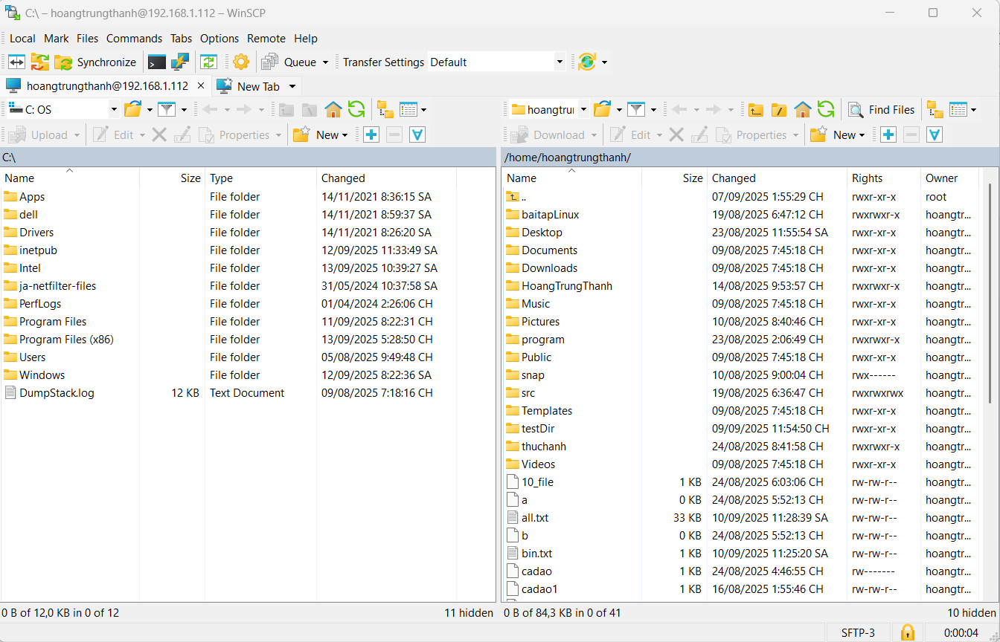 C:\ – hoangtrungthanh@192.168.1.112 – WinSCP
Local Mark Files Commands Tabs Options Remote Help
Synchronize Queue Transfer Settings Default
hoangtrungthanh@192.168.1.112 × New Tab
C: OS
hoangtru Find Files
Upload Edit Properties New
Download Edit Properties New
C:\
Name Size Type Changed
Apps File folder 14/11/2021 8:36:15 SA
dell File folder 14/11/2021 8:59:37 SA
Drivers File folder 14/11/2021 8:26:20 SA
inetpub File folder 12/09/2025 11:33:49 SA
Intel File folder 13/09/2025 10:39:27 SA
ja-netfilter-files File folder 31/05/2024 10:37:58 SA
PerfLogs File folder 01/04/2024 2:26:06 CH
Program Files File folder 11/09/2025 8:22:31 CH
Program Files (x86) File folder 13/09/2025 5:28:50 CH
Users File folder 05/08/2025 9:49:48 CH
Windows File folder 12/09/2025 8:22:36 SA
DumpStack.log 12 KB Text Document 09/08/2025 7:18:16 CH
0 B of 12,0 KB in 0 of 12 11 hidden
/home/hoangtrungthanh/
Name Size Changed Rights Owner
.. 07/09/2025 1:55:29 CH rwxr-xr-x root
baitapLinux 19/08/2025 6:47:12 CH rwxrwxr-x hoangtr...
Desktop 23/08/2025 11:55:54 SA rwxr-xr-x hoangtr...
Documents 09/08/2025 7:45:18 CH rwxr-xr-x hoangtr...
Downloads 09/08/2025 7:45:18 CH rwxr-xr-x hoangtr...
HoangTrungThanh 14/08/2025 9:53:57 CH rwxrwxr-x hoangtr...
Music 09/08/2025 7:45:18 CH rwxr-xr-x hoangtr...
Pictures 10/08/2025 8:40:46 CH rwxr-xr-x hoangtr...
program 23/08/2025 2:06:49 CH rwxrwxr-x hoangtr...
Public 09/08/2025 7:45:18 CH rwxr-xr-x hoangtr...
snap 10/08/2025 9:00:04 CH rwx------ hoangtr...
src 19/08/2025 6:36:47 CH rwxrwxrwx hoangtr...
Templates 09/08/2025 7:45:18 CH rwxr-xr-x hoangtr...
testDir 09/09/2025 11:54:50 CH rwxr-xr-x hoangtr...
thuchanh 24/08/2025 8:41:58 CH rwxrwxr-x hoangtr...
Videos 09/08/2025 7:45:18 CH rwxr-xr-x hoangtr...
10_file 1 KB 24/08/2025 6:03:06 CH rw-rw-r-- hoangtr...
a 0 KB 24/08/2025 5:52:13 CH rw-rw-r-- hoangtr...
all.txt 33 KB 10/09/2025 11:28:39 SA rw-rw-r-- hoangtr...
b 0 KB 24/08/2025 5:52:13 CH rw-rw-r-- hoangtr...
bin.txt 1 KB 10/09/2025 11:25:20 SA rw-rw-r-- hoangtr...
cadao 1 KB 24/08/2025 4:46:55 CH rw------- hoangtr...
cadao1 1 KB 16/08/2025 1:55:46 CH rw-rw-r-- hoangtr...
0 B of 84,3 KB in 0 of 41 10 hidden
SFTP-3 0:00:04